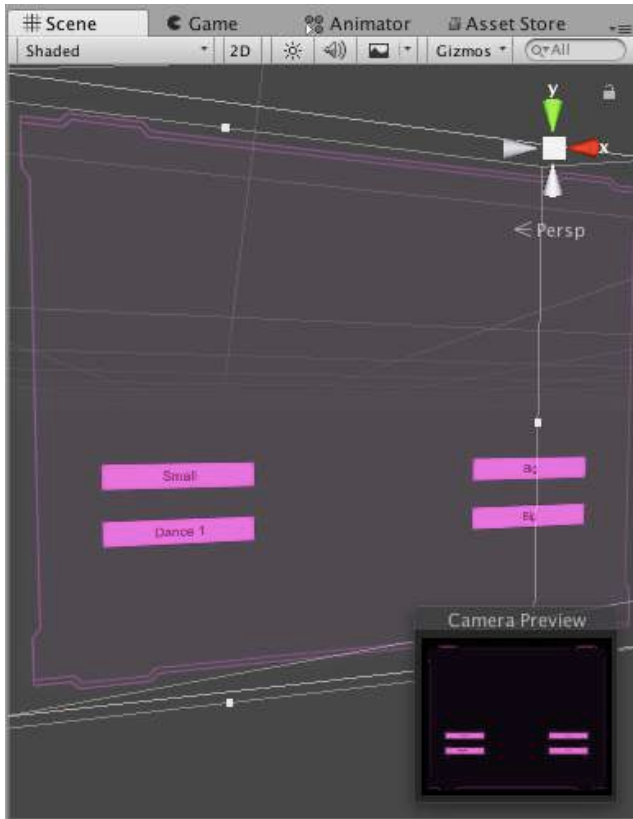 Scene Game Animator Asset Store
Shaded 2D Gizmos All
y
x
Persp
Small
Dance 1
Camera Preview